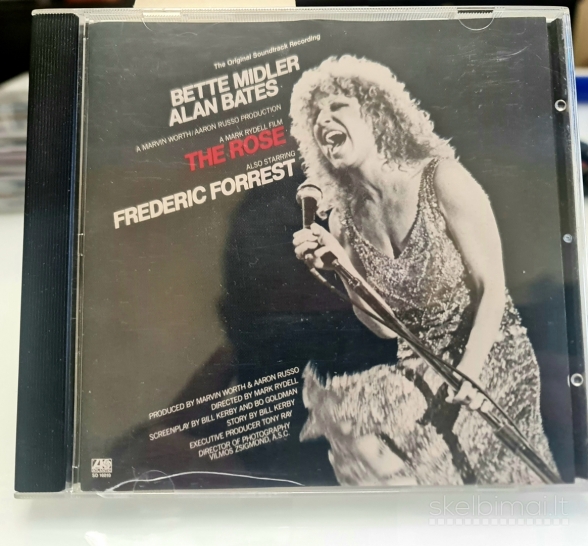 The Original Soundtrack Recording
BETTE MIDLER
ALAN BATES
A MARVIN WORTH/AARON RUSSO PRODUCTION
A MARK RYDELL FILM
THE ROSE
ALSO STARRING
FREDERIC FORREST
PRODUCED BY MARVIN WORTH & AARON RUSSO
DIRECTED BY MARK RYDELL
SCREENPLAY BY BILL KERBY AND BO GOLDMAN
STORY BY BILL KERBY
EXECUTIVE PRODUCER TONY RAY
DIRECTOR OF PHOTOGRAPHY
VILMOS ZSIGMOND, A.S.C.
skelbimai.lt